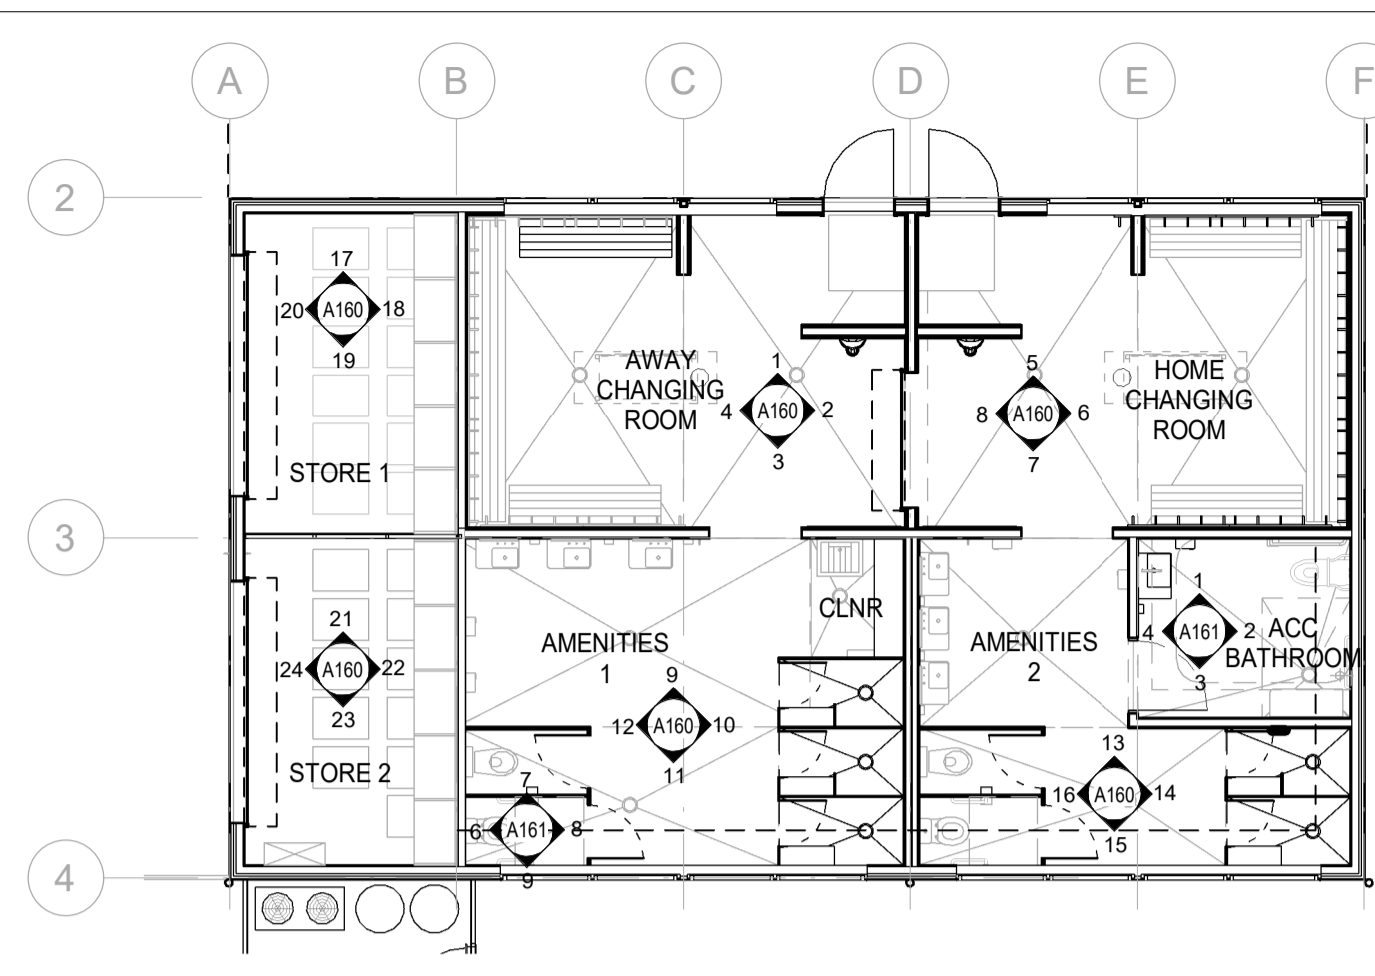 A B C D E F
2
17
20 A160 18
19
1
4 A160 2
3
5
8 A160 6
7
AWAY
CHANGING
ROOM
HOME
CHANGING
ROOM
STORE 1
3
21
24 A160 22
23
STORE 2
AMENITIES
1
CLNR
9
12 A160 10
11
7
6 A161 8
9
AMENITIES
2
1
4 A161 2
3
ACC
BATHROOM
13
16 A160 14
15
4